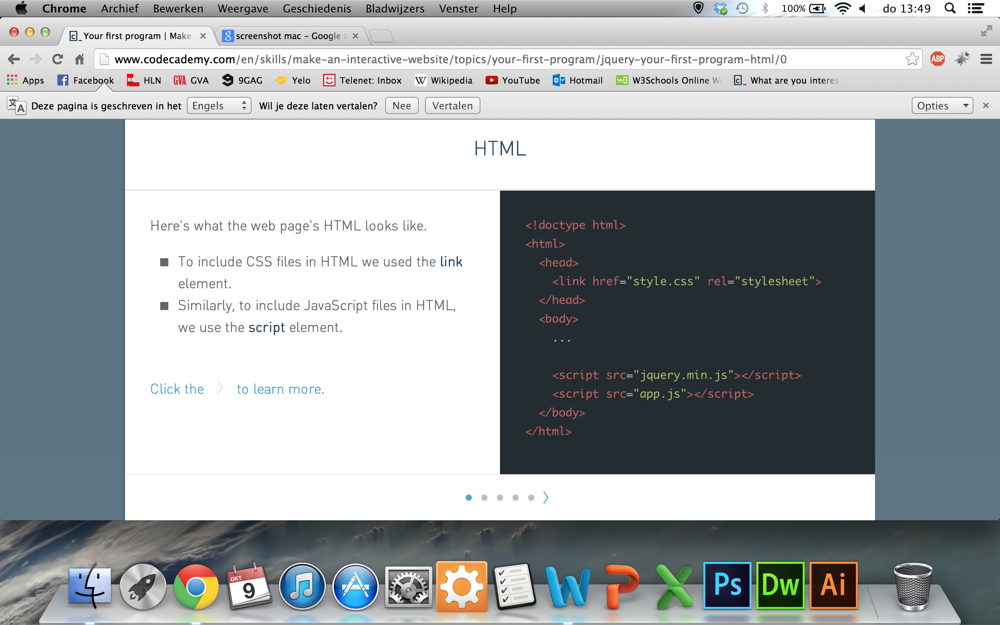 Chrome Archief Bewerken Weergave Geschiedenis Bladwijzers Venster Help 100% do 13:49
c_ Your first program | Make screenshot mac – Google z
www.codecademy.com/en/skills/make-an-interactive-website/topics/your-first-program/jquery-your-first-program-html/0 ABP
Apps Facebook HLN GVA GVA 9GAG Yelo Telenet: Inbox W Wikipedia YouTube Hotmail W3Schools Online We c_ What are you interes
Deze pagina is geschreven in het Engels Wil je deze laten vertalen? Nee Vertalen Opties
HTML
Here's what the web page's HTML looks like.
To include CSS files in HTML we used the link
element.
Similarly, to include JavaScript files in HTML,
we use the script element.
Click the 〉 to learn more.
<!doctype html>
<html>
<head>
<link href="style.css" rel="stylesheet">
</head>
<body>
...
<script src="jquery.min.js"></script>
<script src="app.js"></script>
</body>
</html>
OKT
9
Ps Dw Ai